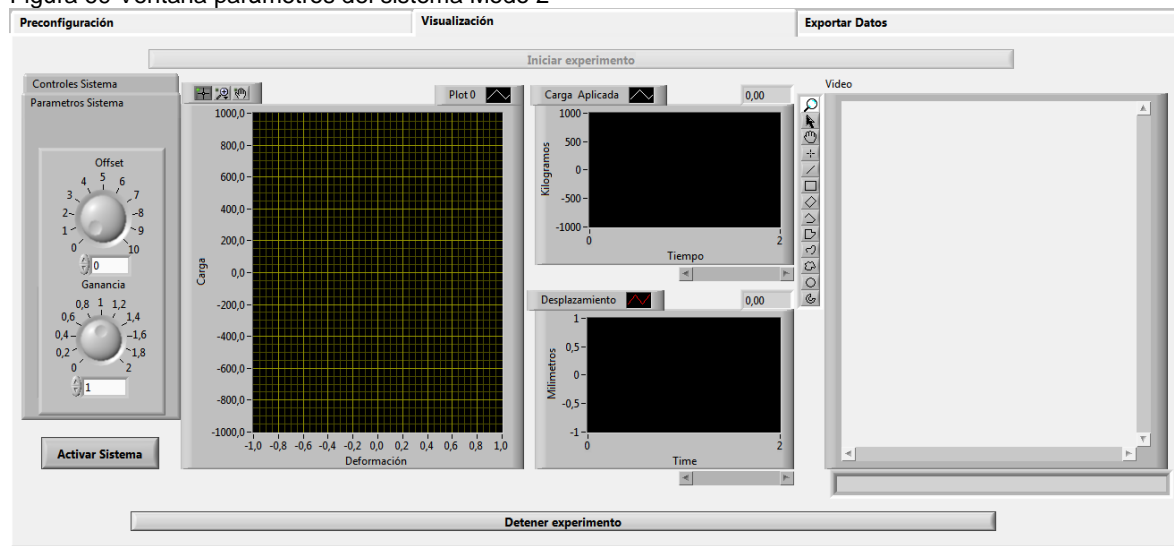 Figura 39 Ventana parámetros del sistema Modo 2
Preconfiguración
Visualización
Exportar Datos
Iniciar experimento
Controles Sistema
Parametros Sistema
Offset
0
1
2
3
4
5
6
7
8
9
10
0
Ganancia
0
0,2
0,4
0,6
0,8
1
1,2
1,4
1,6
1,8
2
1
Activar Sistema
Plot 0
Carga
1000,0
800,0
600,0
400,0
200,0
0,0
-200,0
-400,0
-600,0
-800,0
-1000,0
-1,0 -0,8 -0,6 -0,4 -0,2 0,0 0,2 0,4 0,6 0,8 1,0
Deformación
Carga Aplicada
0,00
Kilogramos
1000
500
0
-500
-1000
0 2
Tiempo
Desplazamiento
0,00
Milimetros
1
0,5
0
-0,5
-1
0 2
Time
Video
Detener experimento